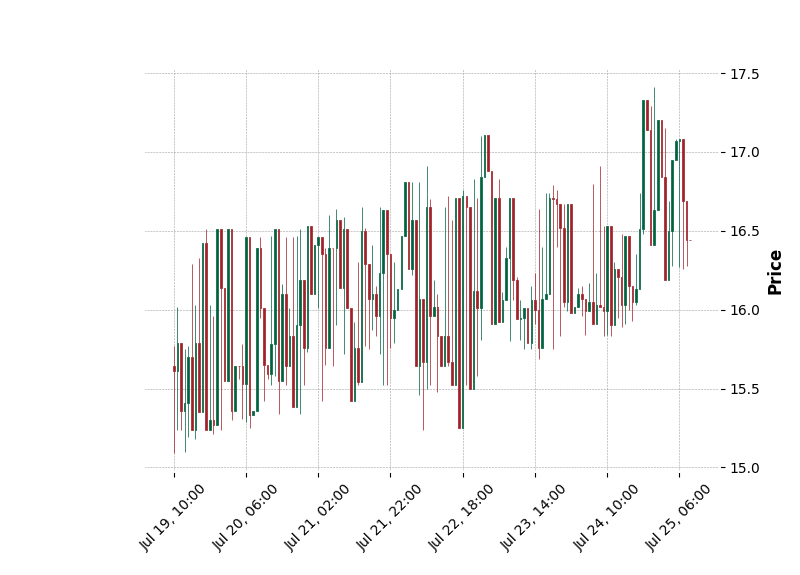 17.5
17.0
16.5
16.0
15.5
15.0
Price
Jul 19, 10:00
Jul 20, 06:00
Jul 21, 02:00
Jul 21, 22:00
Jul 22, 18:00
Jul 23, 14:00
Jul 24, 10:00
Jul 25, 06:00